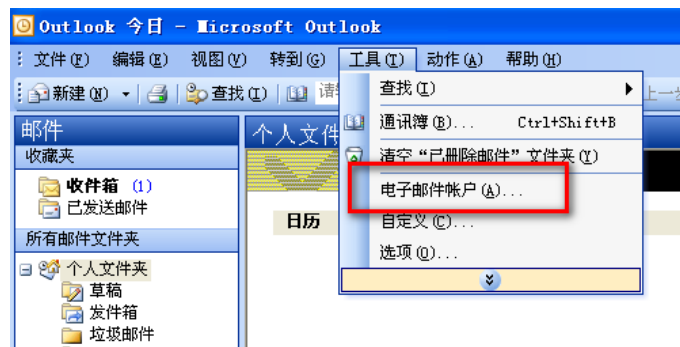 Outlook 今日 - Microsoft Outlook
文件(F) 编辑(E) 视图(V) 转到(G) 工具(T) 动作(A) 帮助(H)
新建(N) 查找(I) 上一步
查找(I)
通讯簿(B)... Ctrl+Shift+B
清空“已删除邮件”文件夹(Y)
电子邮件帐户(A)...
自定义(C)...
选项(O)...
邮件
收藏夹
收件箱 (1)
已发送邮件
所有邮件文件夹
个人文件夹
草稿
发件箱
垃圾邮件
个人文件
日历